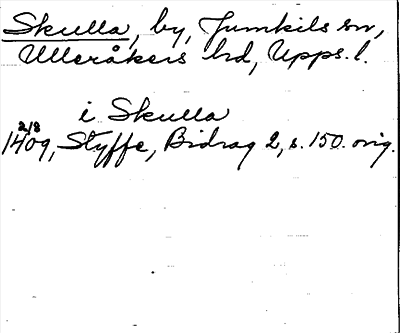 Skulla, by, Jumkils sn,
Ulleråkers hd, Upps. l.
i Skulla
2/8
1409, Styffe, Bidrag 2, s. 150. orig.